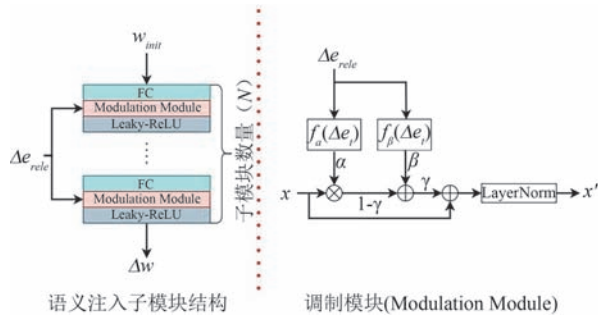 w_init
FC
Modulation Module
Leaky-ReLU
Δe_rele
⋮
FC
Modulation Module
Leaky-ReLU
Δw
子模块数量（N）
语义注入子模块结构
Δe_rele
f_α(Δe_t)
f_β(Δe_t)
α
β
x
1-γ
γ
LayerNorm
x'
调制模块(Modulation Module)